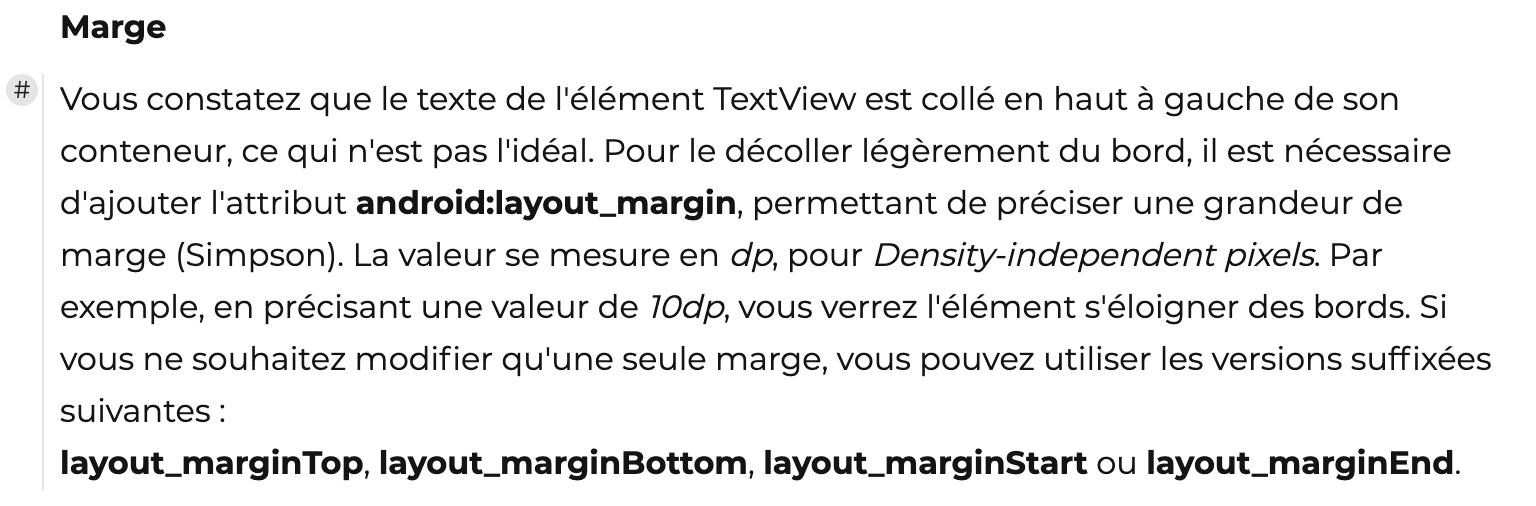 Marge
#
Vous constatez que le texte de l'élément TextView est collé en haut à gauche de son
conteneur, ce qui n'est pas l'idéal. Pour le décoller légèrement du bord, il est nécessaire
d'ajouter l'attribut android:layout_margin, permettant de préciser une grandeur de
marge (Simpson). La valeur se mesure en dp, pour Density-independent pixels. Par
exemple, en précisant une valeur de 10dp, vous verrez l'élément s'éloigner des bords. Si
vous ne souhaitez modifier qu'une seule marge, vous pouvez utiliser les versions suffixées
suivantes :
layout_marginTop, layout_marginBottom, layout_marginStart ou layout_marginEnd.